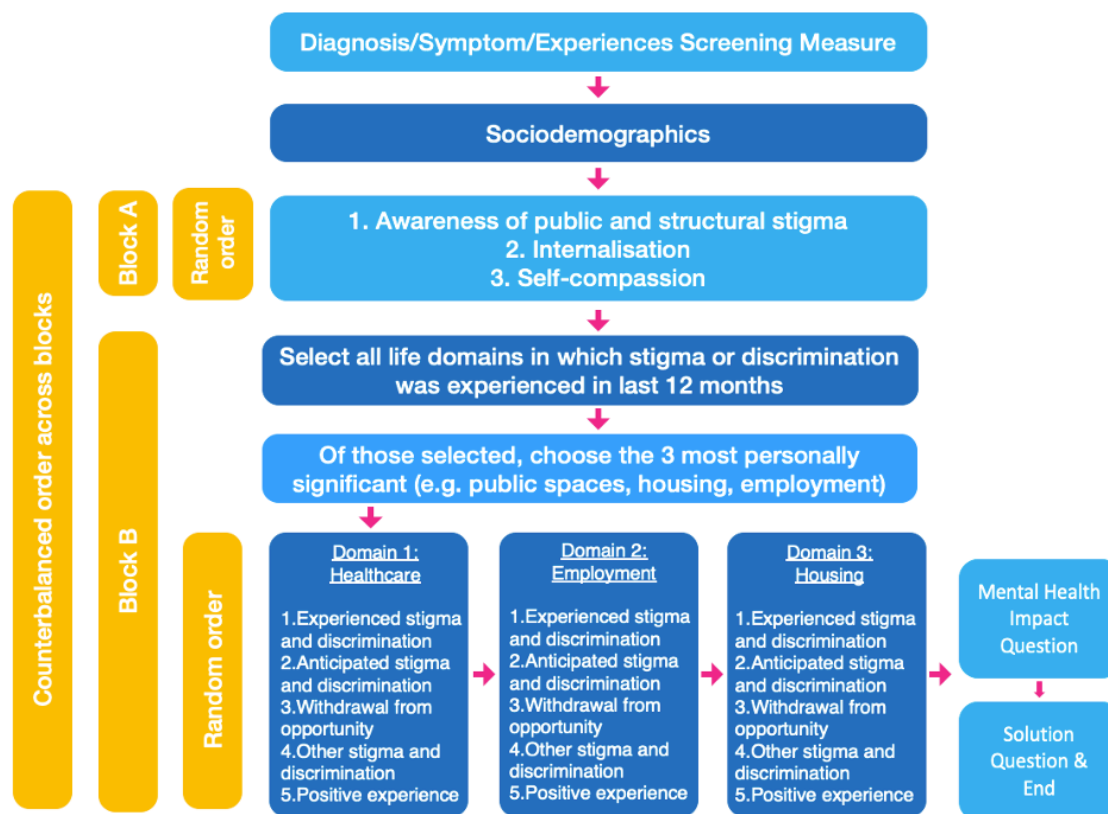 Diagnosis/Symptom/Experiences Screening Measure
Sociodemographics
Counterbalanced order across blocks
Block A
Random
order
1. Awareness of public and structural stigma
2. Internalisation
3. Self-compassion
Block B
Select all life domains in which stigma or discrimination
was experienced in last 12 months
Of those selected, choose the 3 most personally
significant (e.g. public spaces, housing, employment)
Random order
Domain 1:
Healthcare
1.Experienced stigma
and discrimination
2.Anticipated stigma
and discrimination
3.Withdrawal from
opportunity
4.Other stigma and
discrimination
5.Positive experience
Domain 2:
Employment
1.Experienced stigma
and discrimination
2.Anticipated stigma
and discrimination
3.Withdrawal from
opportunity
4.Other stigma and
discrimination
5.Positive experience
Domain 3:
Housing
1.Experienced stigma
and discrimination
2.Anticipated stigma
and discrimination
3.Withdrawal from
opportunity
4.Other stigma and
discrimination
5.Positive experience
Mental Health
Impact
Question
Solution
Question &
End